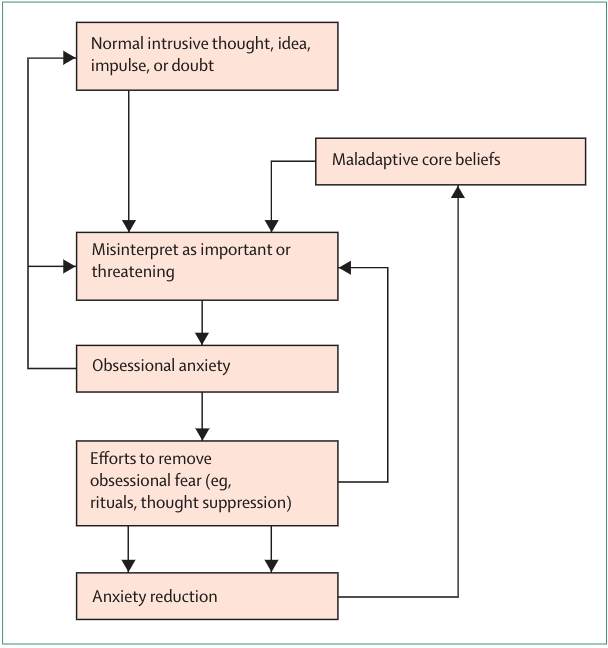 Normal intrusive thought, idea,
impulse, or doubt
Maladaptive core beliefs
Misinterpret as important or
threatening
Obsessional anxiety
Efforts to remove
obsessional fear (eg,
rituals, thought suppression)
Anxiety reduction